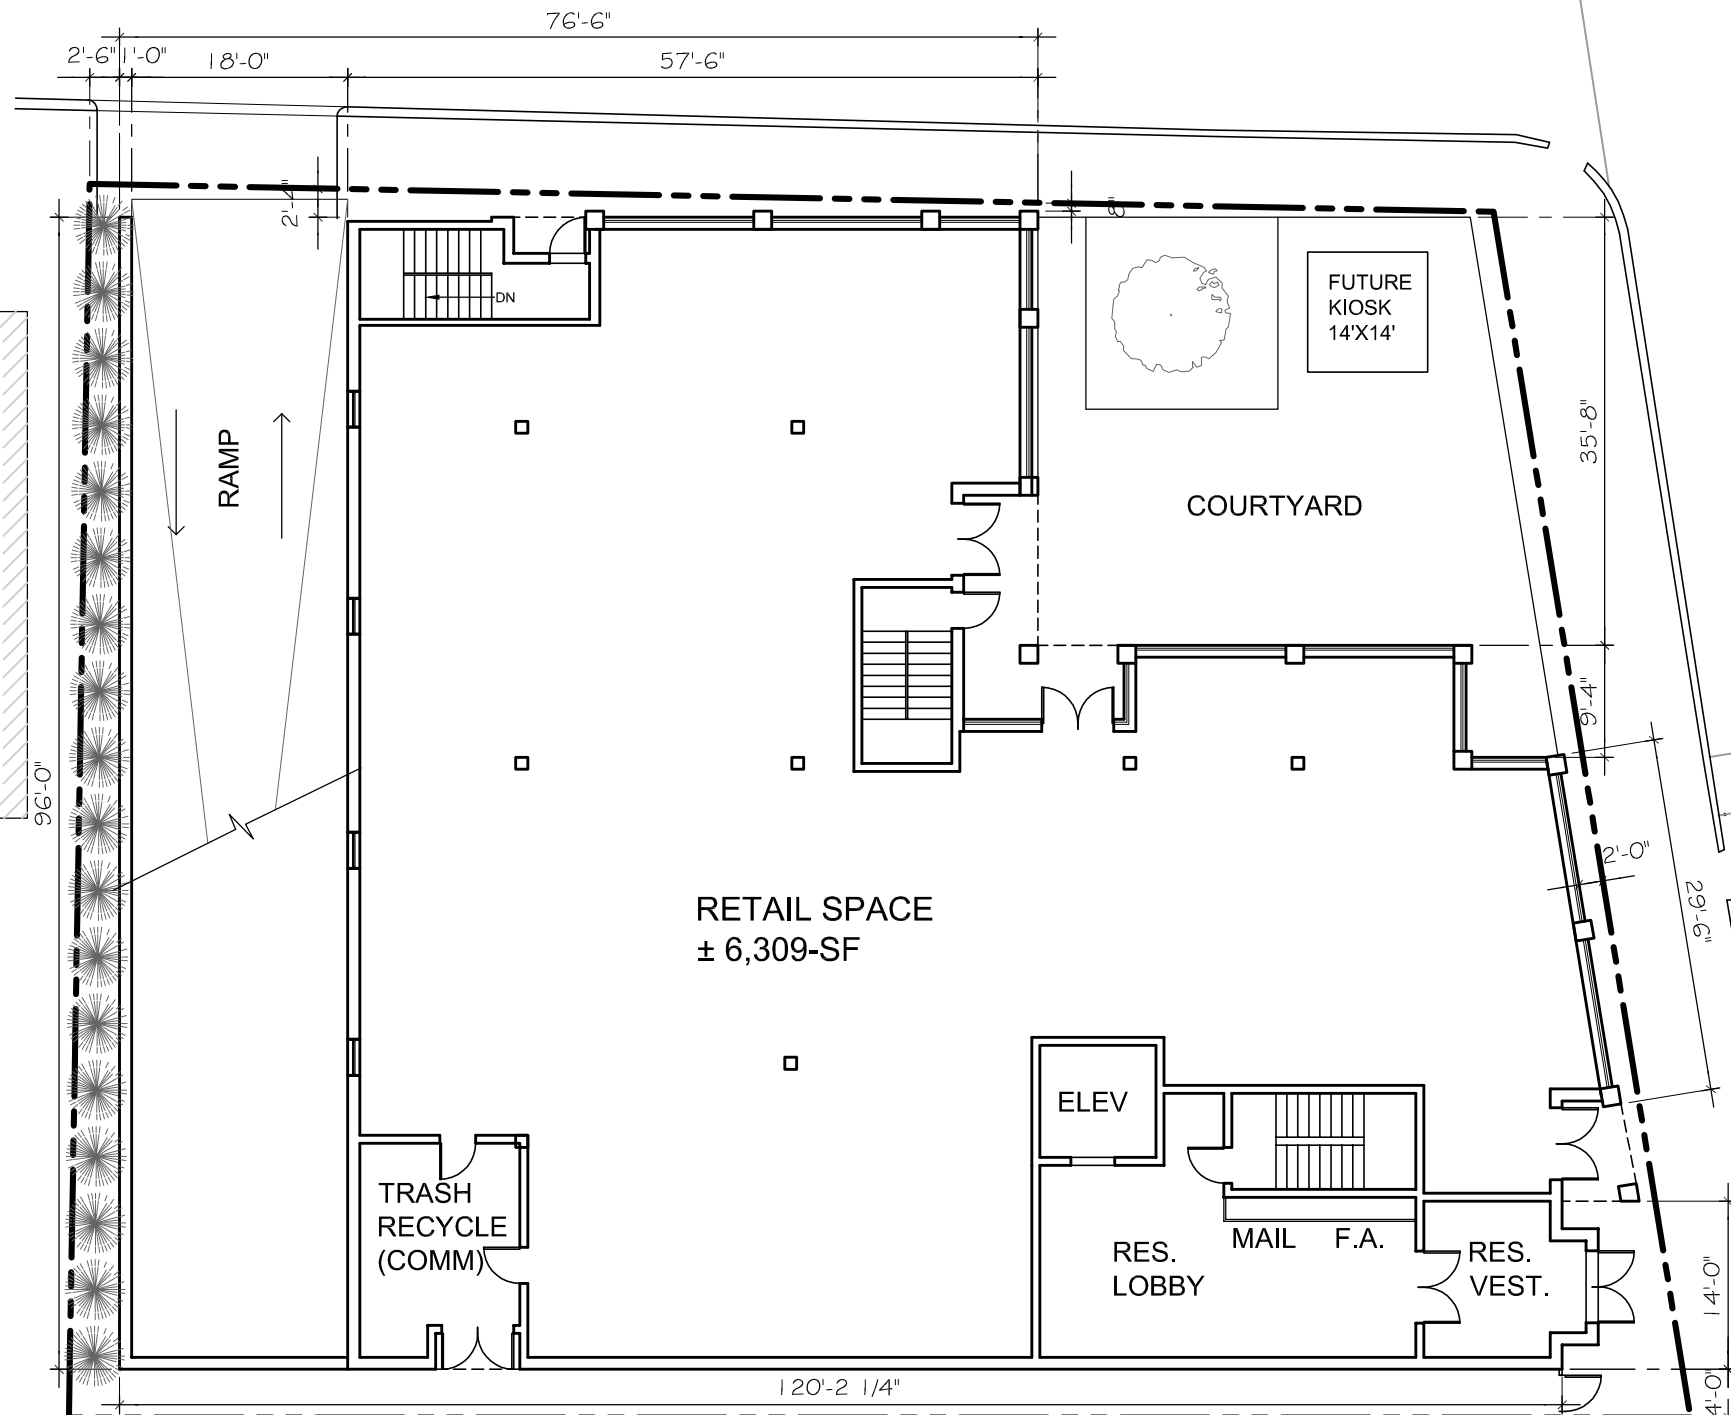 76'-6"
2'-6"
1'-0"
18'-0"
57'-6"
2'-4"
8"
DN
FUTURE
KIOSK
14'X14'
RAMP
35'-8"
COURTYARD
9'-4"
96'-0"
2'-0"
29'-6"
RETAIL SPACE
± 6,309-SF
ELEV
TRASH
RECYCLE
(COMM)
MAIL F.A.
RES.
LOBBY
RES.
VEST.
14'-0"
120'-2 1/4"
4'-0"